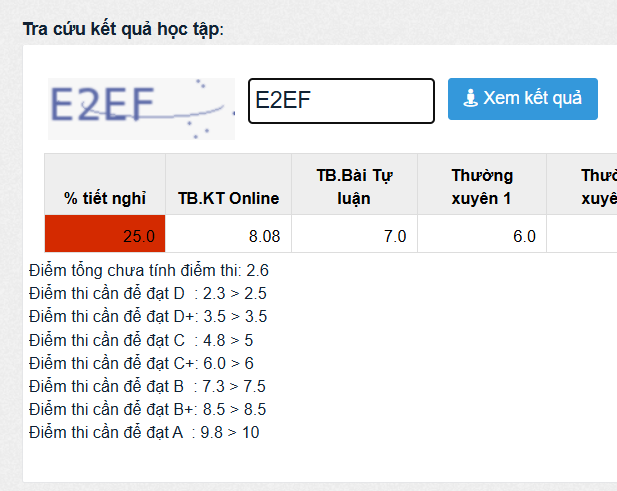 Tra cứu kết quả học tập:
E2EF E2EF Xem kết quả
% tiết nghỉ TB.KT Online TB.Bài Tự luận Thường xuyên 1
25.0 8.08 7.0 6.0
Điểm tổng chưa tính điểm thi: 2.6
Điểm thi cần để đạt D : 2.3 > 2.5
Điểm thi cần để đạt D+: 3.5 > 3.5
Điểm thi cần để đạt C : 4.8 > 5
Điểm thi cần để đạt C+: 6.0 > 6
Điểm thi cần để đạt B : 7.3 > 7.5
Điểm thi cần để đạt B+: 8.5 > 8.5
Điểm thi cần để đạt A : 9.8 > 10